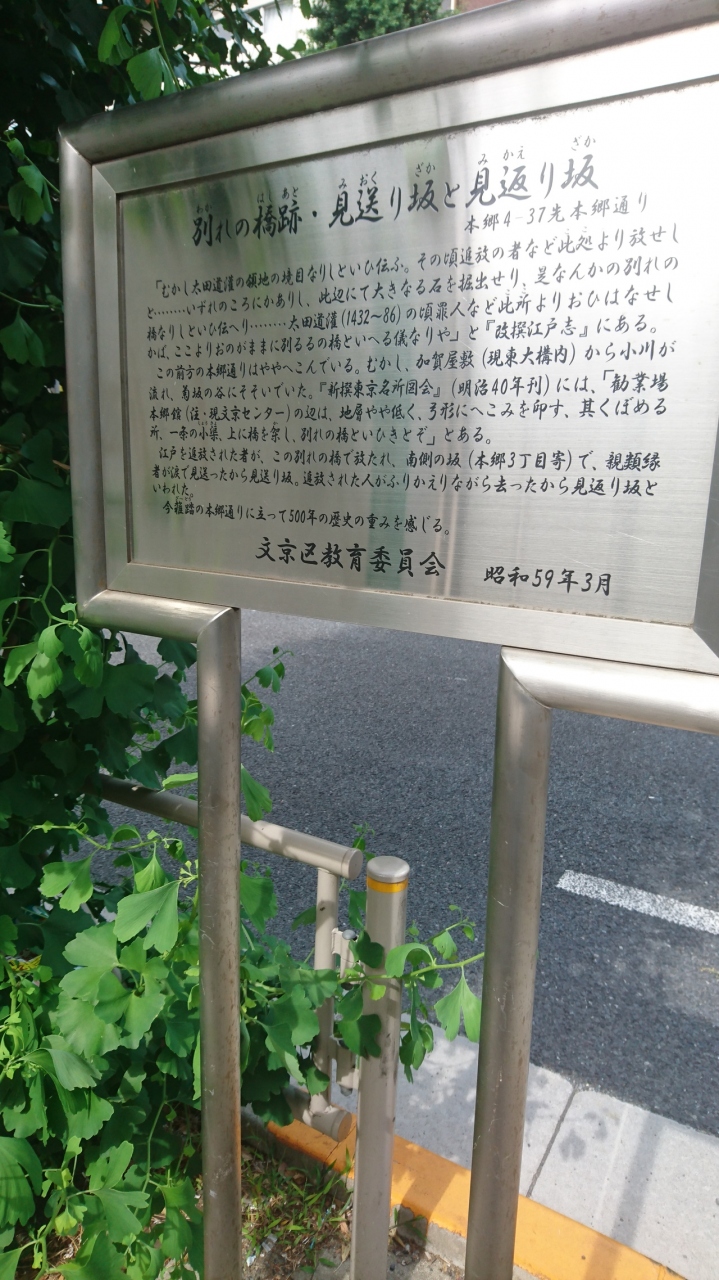 別れの橋跡・見送り坂と見返り坂
わか はし あと み おく ざか み かえ ざか
本郷4-37先本郷通り
「むかし太田道灌の領地の境目なりしといひ伝ふ。その頃追放の者など此処より放せし
と……いずれのころにかありし、此辺にて大きなる石を掘出せり、是なんかの別れの
橋なりしといひ伝へり………太田道灌(1432~86)の頃罪人など此所よりおひはなせし
かば、ここよりおのがままに別るるの橋といへる儀なりや」と『改撰江戸志』にある。
この前方の本郷通りはややへこんでいる。むかし、加賀屋敷(現東大構内)から小川が
流れ、菊坂の谷にそそいでいた。『新撰東京名所図会』(明治40年刊)には、「勧業場
本郷館(注・現文京センター)の辺は、地層やや低く、弓形にへこみを印す、其くぼめる
所、一条の小渠、上に橋を架し、別れの橋といひきとぞ」とある。
江戸を追放された者が、この別れの橋で放たれ、南側の坂(本郷3丁目寄)で、親類縁
者が涙で見送ったから見送り坂。追放された人がふりかえりながら去ったから見返り坂と
いわれた。
今雑踏の本郷通りに立って500年の歴史の重みを感じる。
文京区教育委員会 昭和59年3月